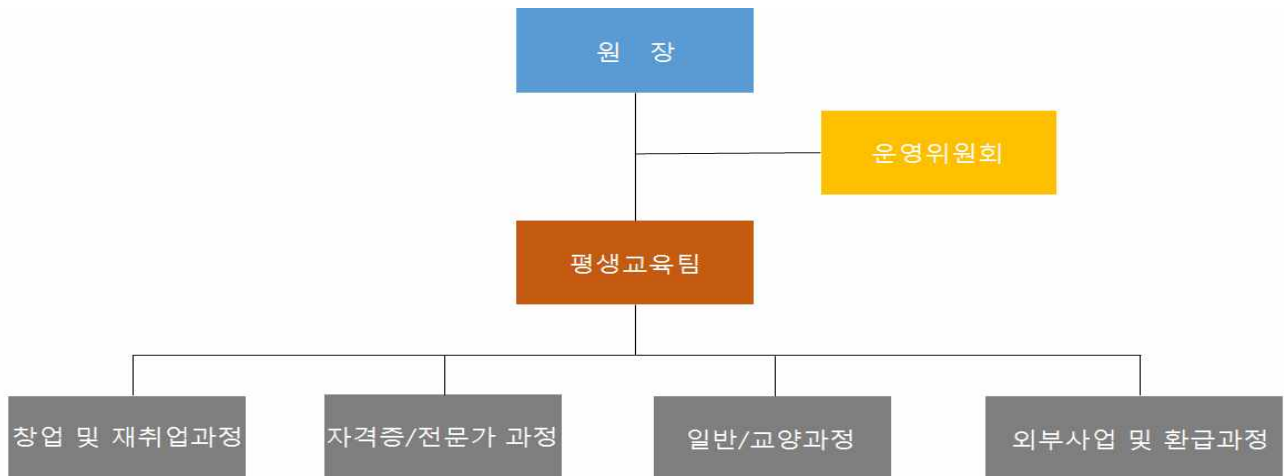 원 장
운영위원회
평생교육팀
창업 및 재취업과정
자격증/전문가 과정
일반/교양과정
외부사업 및 환급과정